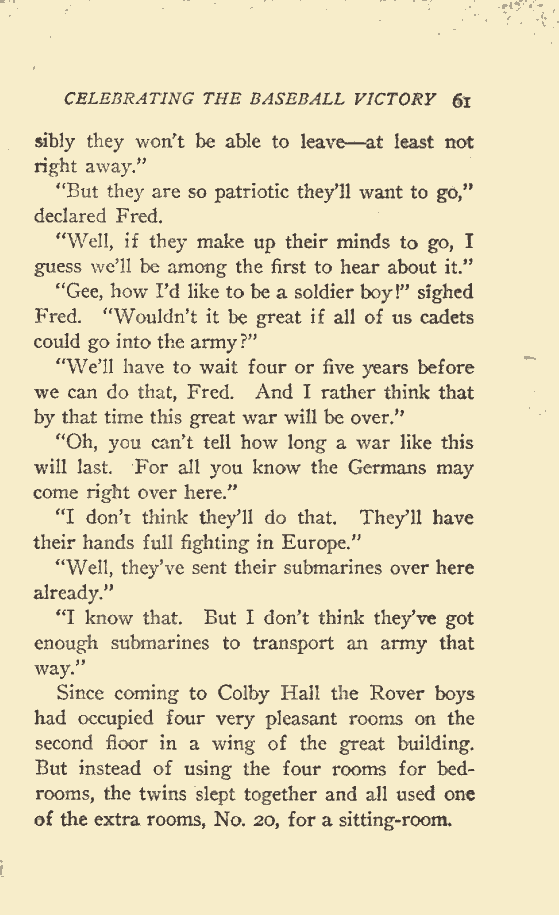 CELEBRATING THE BASEBALL VICTORY 61
sibly they won't be able to leave—at least not
right away."
"But they are so patriotic they'll want to go,"
declared Fred.
"Well, if they make up their minds to go, I
guess we'll be among the first to hear about it."
"Gee, how I'd like to be a soldier boy!" sighed
Fred. "Wouldn't it be great if all of us cadets
could go into the army?"
"We'll have to wait four or five years before
we can do that, Fred. And I rather think that
by that time this great war will be over."
"Oh, you can't tell how long a war like this
will last. For all you know the Germans may
come right over here."
"I don't think they'll do that. They'll have
their hands full fighting in Europe."
"Well, they've sent their submarines over here
already."
"I know that. But I don't think they've got
enough submarines to transport an army that
way."
Since coming to Colby Hall the Rover boys
had occupied four very pleasant rooms on the
second floor in a wing of the great building.
But instead of using the four rooms for bed-
rooms, the twins slept together and all used one
of the extra rooms, No. 20, for a sitting-room.